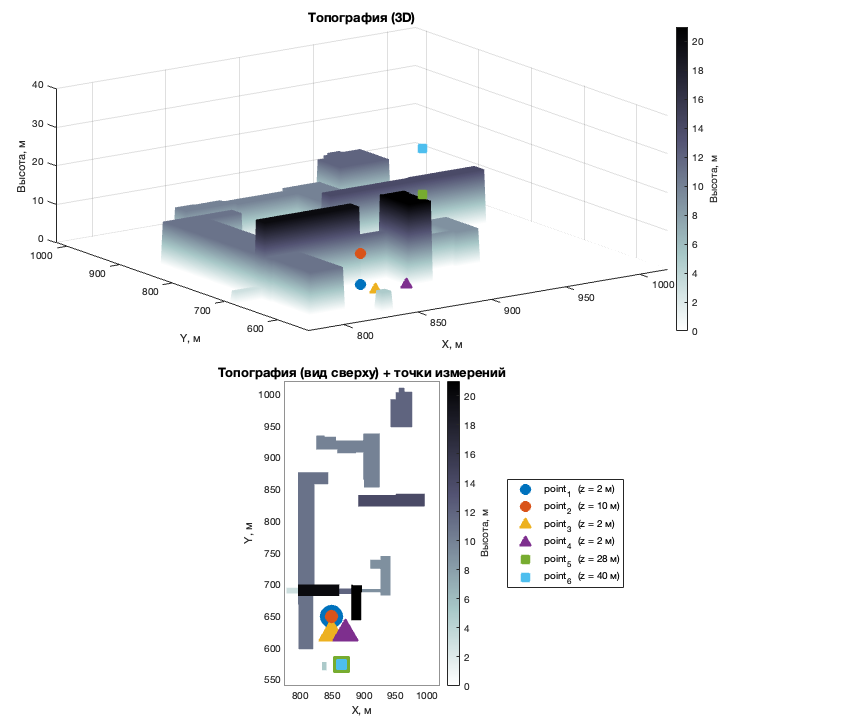 Топография (3D)
40
30
20
10
0
Высота, м
1000
900
800
700
600
Y, м
800
850
900
950
1000
X, м
20
18
16
14
12
10
8
6
4
2
0
Высота, м
Топография (вид сверху) + точки измерений
1000
950
900
850
800
750
700
650
600
550
Y, м
800 850 900 950 1000
X, м
20
18
16
14
12
10
8
6
4
2
0
Высота, м
point1 (z = 2 м)
point2 (z = 10 м)
point3 (z = 2 м)
point4 (z = 2 м)
point5 (z = 28 м)
point6 (z = 40 м)